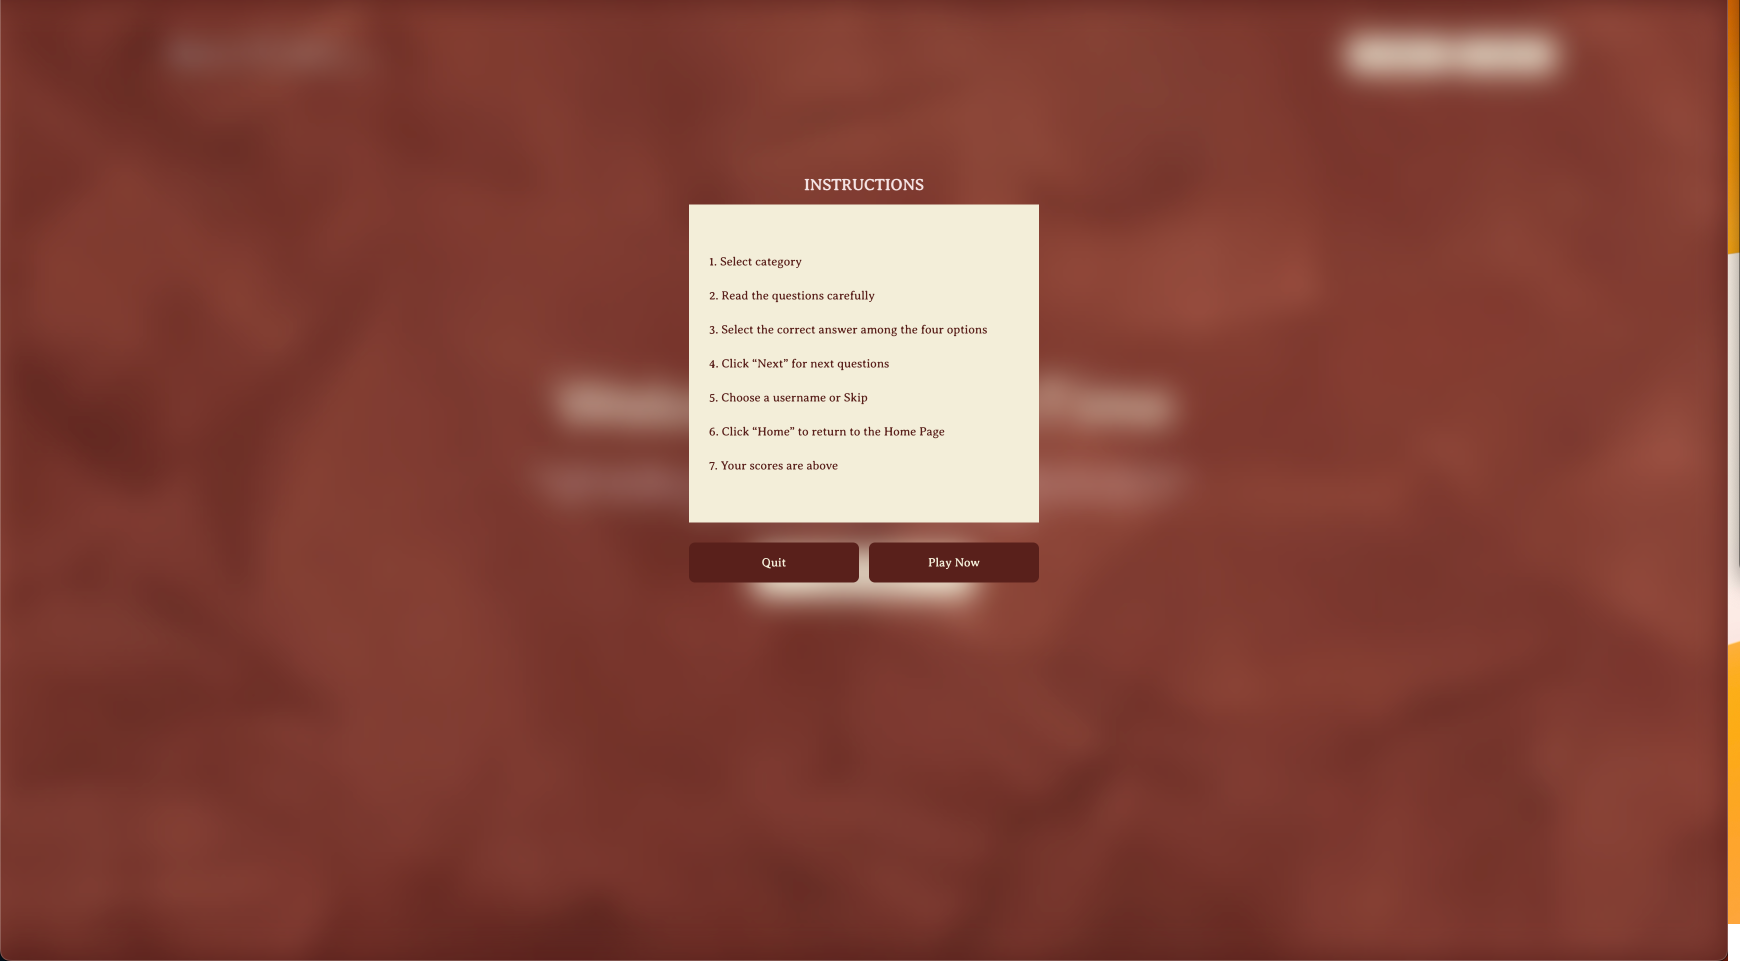 INSTRUCTIONS
1. Select category
2. Read the questions carefully
3. Select the correct answer among the four options
4. Click “Next” for next questions
5. Choose a username or Skip
6. Click “Home” to return to the Home Page
7. Your scores are above
Quit
Play Now